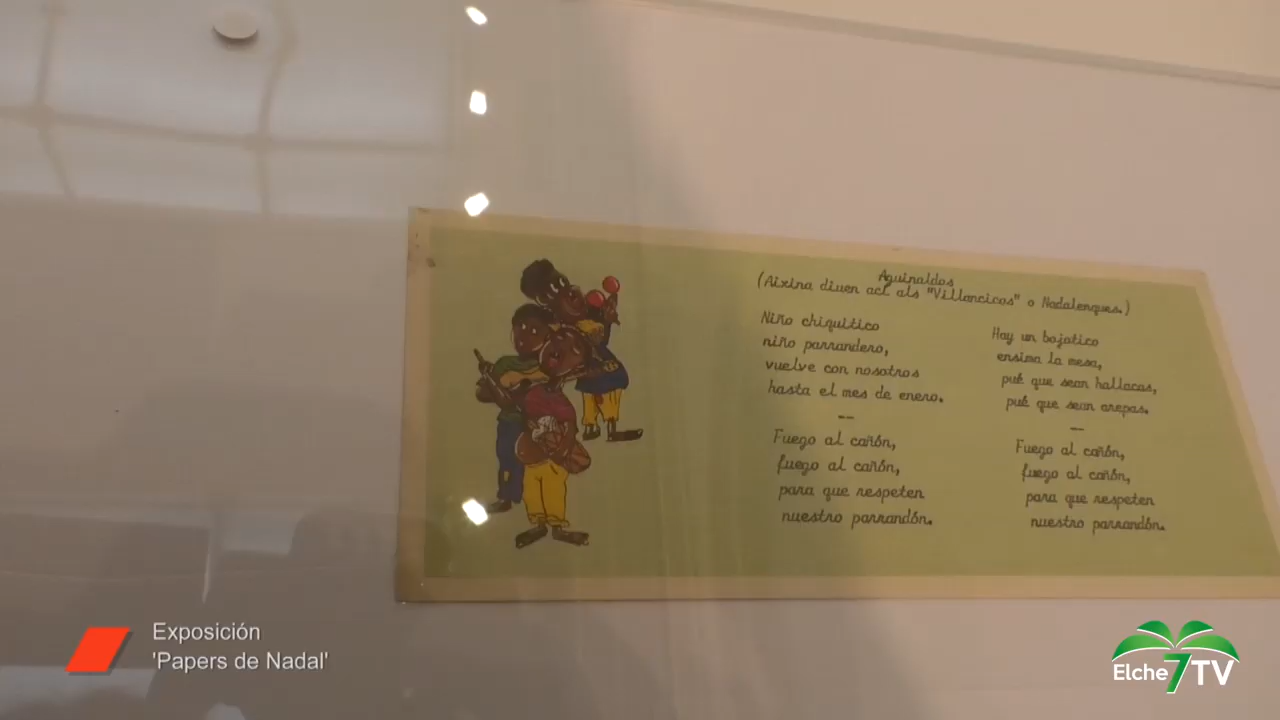 Aguinaldos
(Aixina diuen ací als "Villancicos" o Nadalenques.)
Niño chiquitico
niño parrandero,
vuelve con nosotros
hasta el mes de enero.
--
Fuego al cañón,
fuego al cañón,
para que respeten
nuestro parrandón.
Hay un bojotico
ensima la mesa,
pué que sean hallacas,
pué que sean arepas.
--
Fuego al cañón,
fuego al cañón,
para que respeten
nuestro parrandón.
Exposición
'Papers de Nadal'
Elche 7 TV